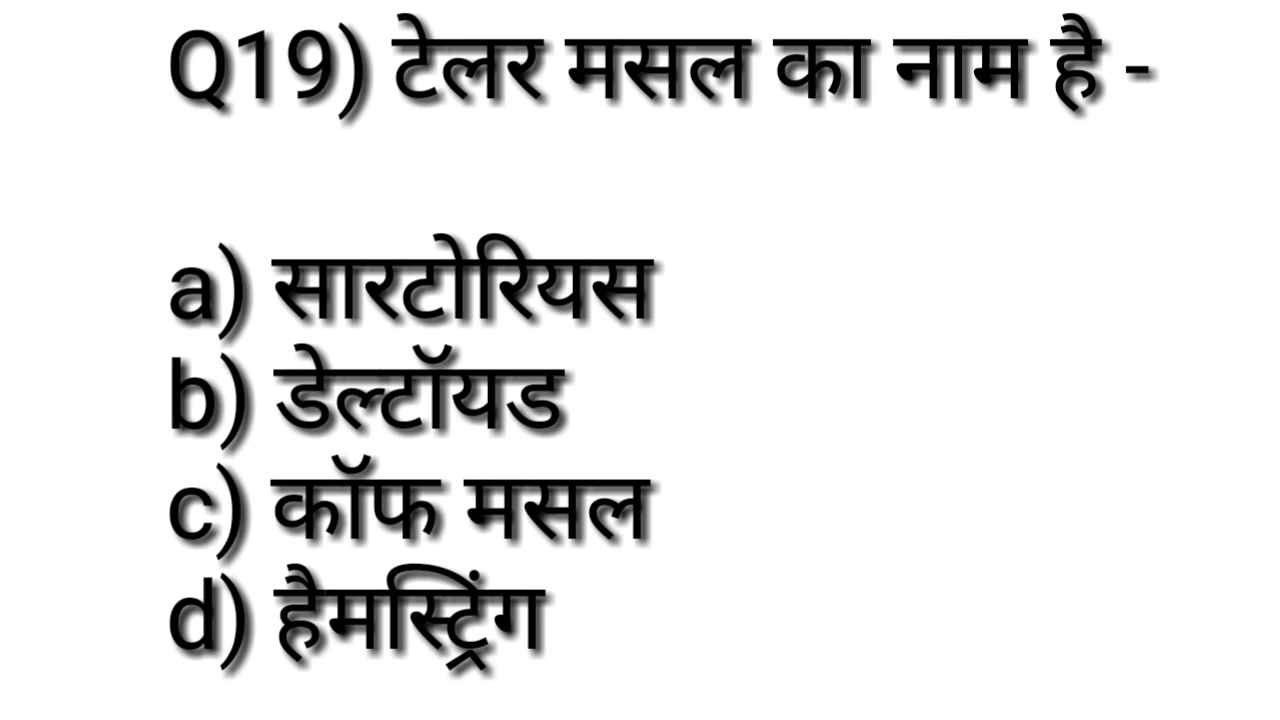 Q19) टेलर मसल का नाम है -
a) सारटोरियस
b) डेल्टॉयड
c) कॉफ मसल
d) हैमस्ट्रिंग